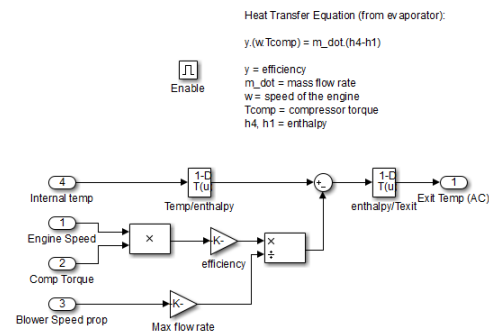 Heat Transfer Equation (from evaporator):
y.(w.Tcomp) = m_dot.(h4-h1)
y = efficiency
m_dot = mass flow rate
w = speed of the engine
Tcomp = compressor torque
h4, h1 = enthalpy
Enable
4
Internal temp
1-D
T(u
Temp/enthalpy
+
-
1-D
T(u
enthalpy/Texit
1
Exit Temp (AC)
1
Engine Speed
2
Comp Torque
×
K-
efficiency
×
÷
3
Blower Speed prop
K-
Max flow rate